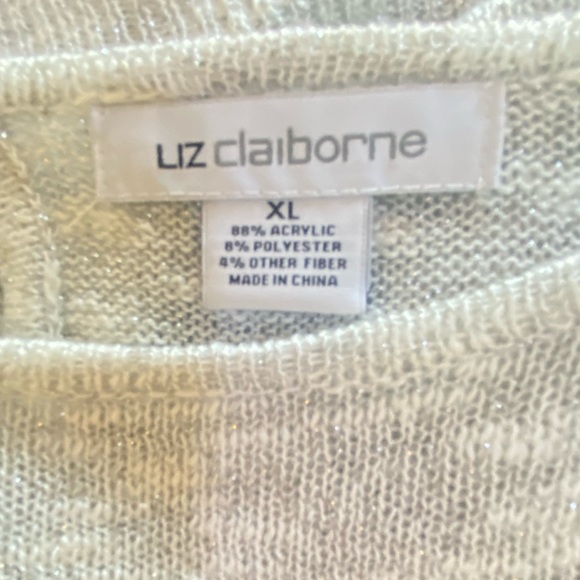 LIZ claiborne
XL
88% ACRYLIC
8% POLYESTER
4% OTHER FIBER
MADE IN CHINA